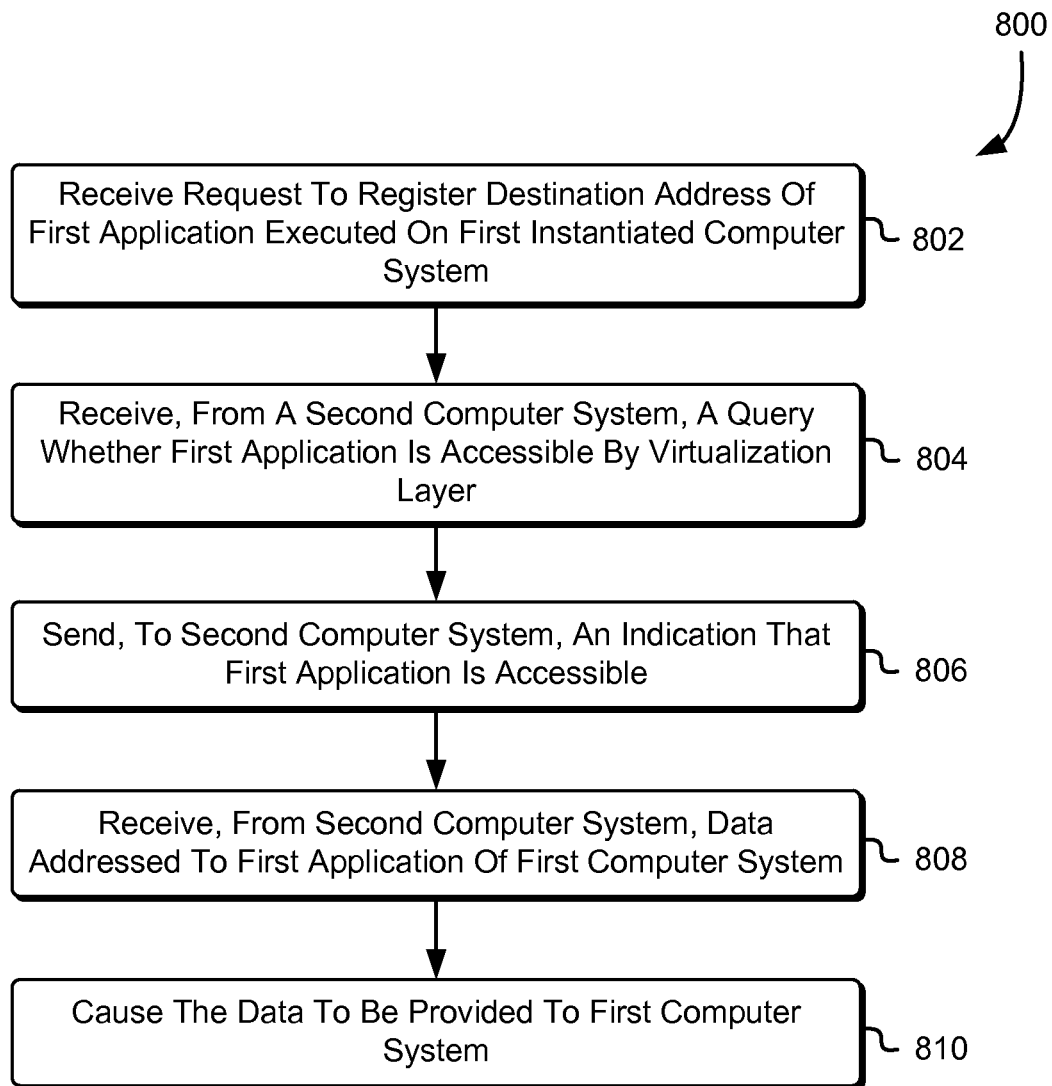 800
Receive Request To Register Destination Address Of
First Application Executed On First Instantiated Computer
System
802
Receive, From A Second Computer System, A Query
Whether First Application Is Accessible By Virtualization
Layer
804
Send, To Second Computer System, An Indication That
First Application Is Accessible
806
Receive, From Second Computer System, Data
Addressed To First Application Of First Computer System
808
Cause The Data To Be Provided To First Computer
System
810